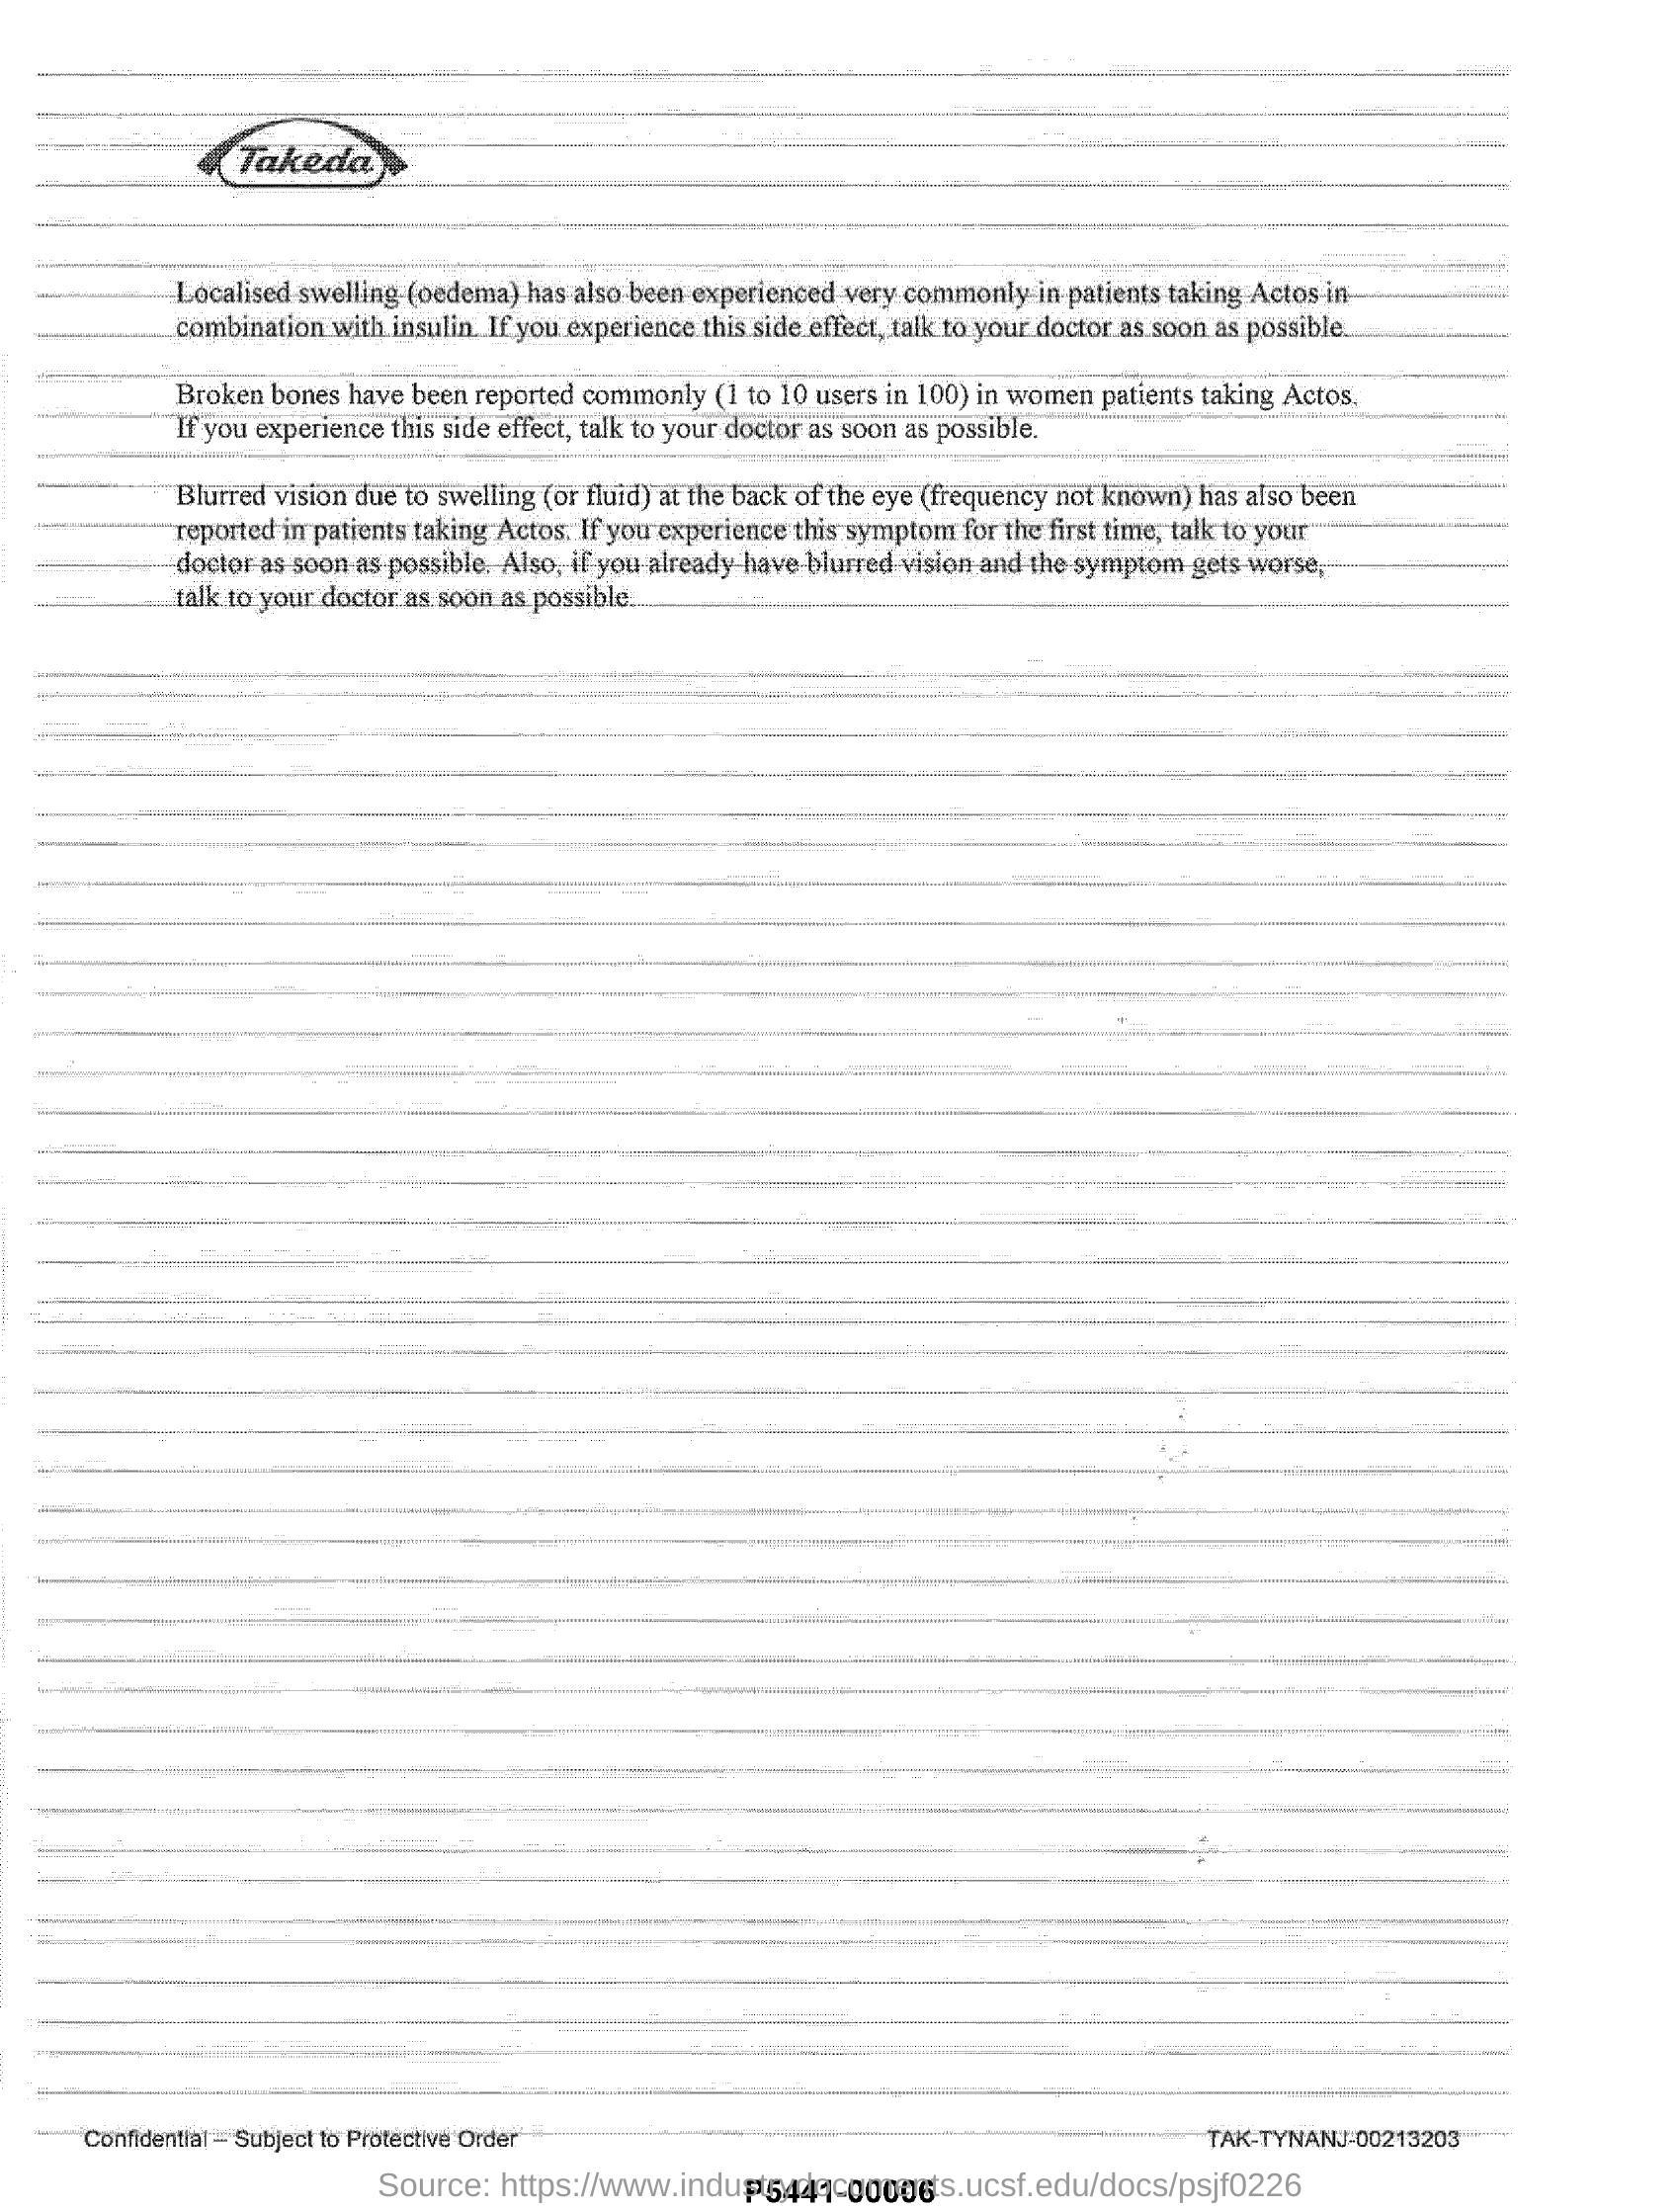 Takeda
Localised swelling (oedema) has also been experienced very commonly in patients taking Actos in
combination with insulin. If you experience this side effect, talk to your doctor as soon as possible.
Broken bones have been reported commonly (1 to 10 users in 100) in women patients taking Actos.
If you experience this side effect, talk to your doctor as soon as possible.
Blurred vision due to swelling (or fluid) at the back of the eye (frequency not known) has also been
reported in patients taking Actos. If you experience this symptom for the first time, talk to your
doctor as soon as possible. Also, if you already have blurred vision and the symptom gets worse,
talk to your doctor as soon as possible.
Confidential – Subject to Protective Order TAK-TYNANJ-00213203
Source: https://www.industrydocuments.ucsf.edu/docs/psjf0226
P5441-00006